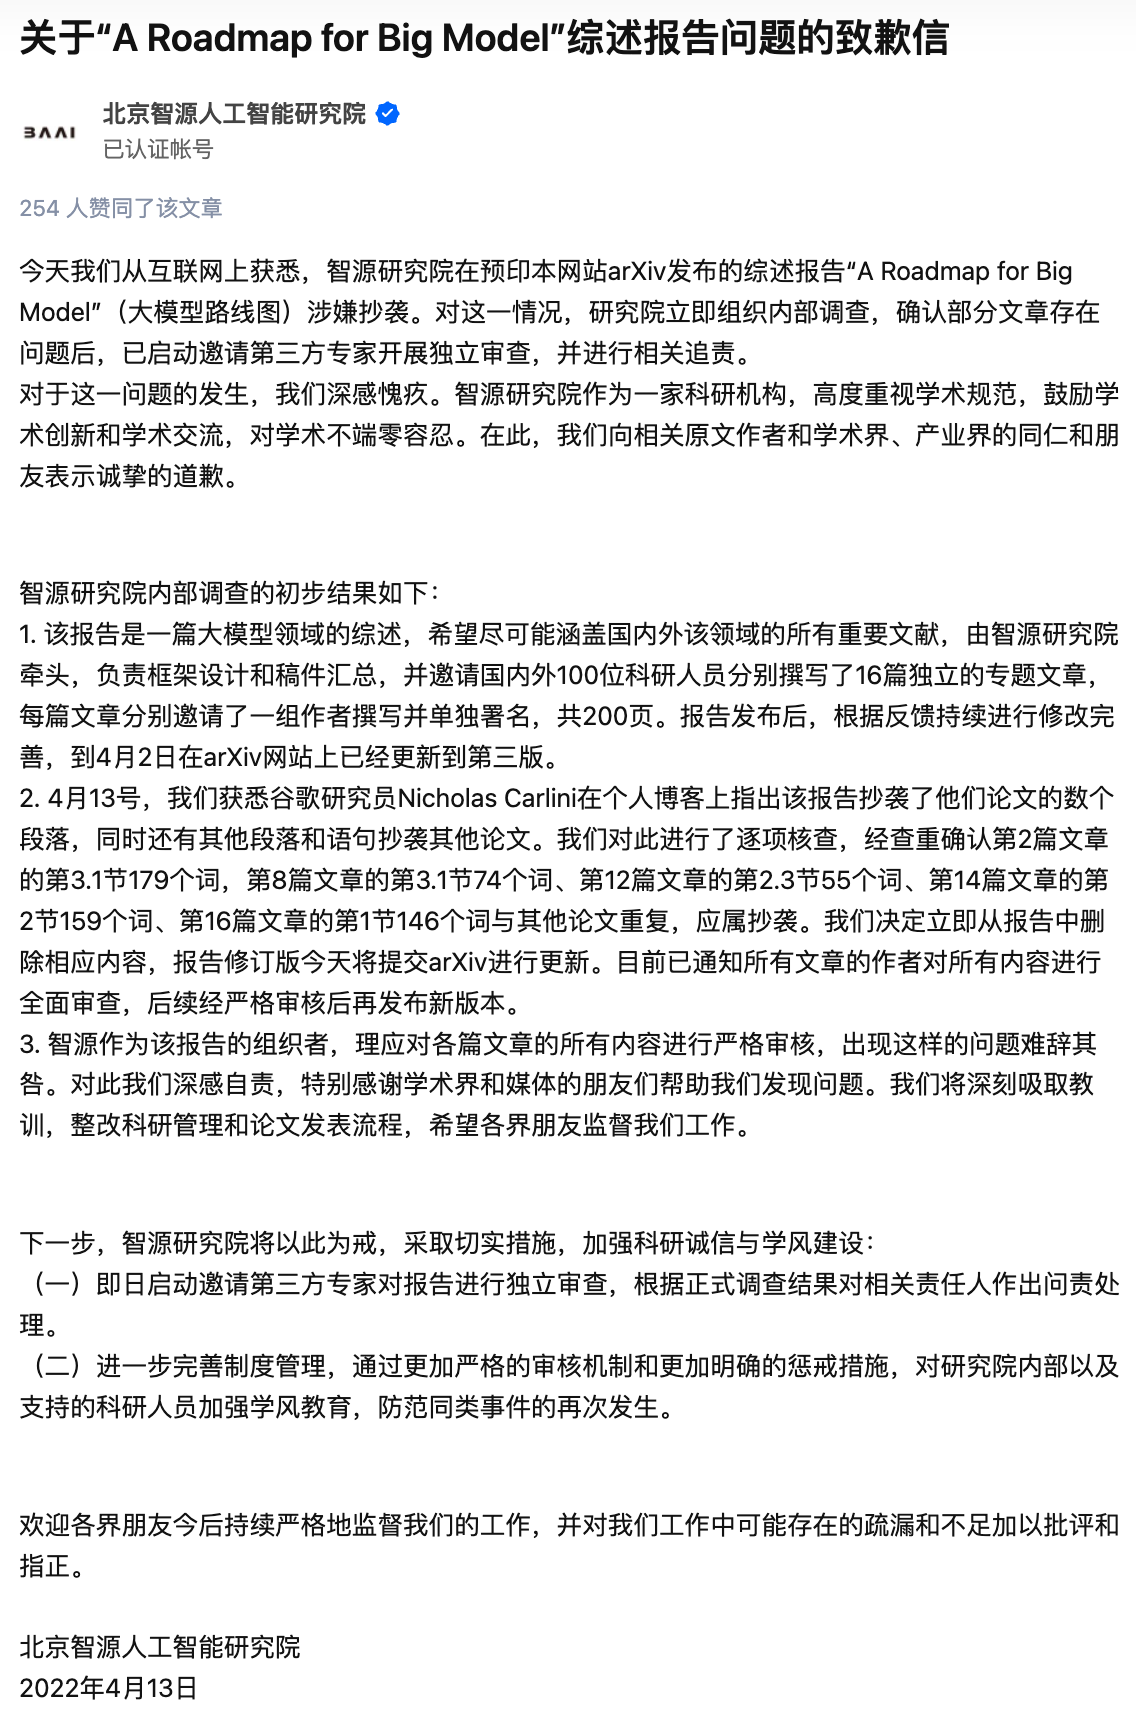 关于“A Roadmap for Big Model”综述报告问题的致歉信
北京智源人工智能研究院
BAAI
已认证帐号
254 人赞同了该文章
今天我们从互联网上获悉，智源研究院在预印本网站arXiv发布的综述报告“A Roadmap for Big
Model”（大模型路线图）涉嫌抄袭。对这一情况，研究院立即组织内部调查，确认部分文章存在
问题后，已启动邀请第三方专家开展独立审查，并进行相关追责。
对于这一问题的发生，我们深感愧疚。智源研究院作为一家科研机构，高度重视学术规范，鼓励学
术创新和学术交流，对学术不端零容忍。在此，我们向相关原文作者和学术界、产业界的同仁和朋
友表示诚挚的道歉。
智源研究院内部调查的初步结果如下：
1. 该报告是一篇大模型领域的综述，希望尽可能涵盖国内外该领域的所有重要文献，由智源研究院
牵头，负责框架设计和稿件汇总，并邀请国内外100位科研人员分别撰写了16篇独立的专题文章，
每篇文章分别邀请了一组作者撰写并单独署名，共200页。报告发布后，根据反馈持续进行修改完
善，到4月2日在arXiv网站上已经更新到第三版。
2. 4月13号，我们获悉谷歌研究员Nicholas Carlini在个人博客上指出该报告抄袭了他们论文的数个
段落，同时还有其他段落和语句抄袭其他论文。我们对此进行了逐项核查，经查重确认第2篇文章
的第3.1节179个词，第8篇文章的第3.1节74个词、第12篇文章的第2.3节55个词、第14篇文章的第
2节159个词、第16篇文章的第1节146个词与其他论文重复，应属抄袭。我们决定立即从报告中删
除相应内容，报告修订版今天将提交arXiv进行更新。目前已通知所有文章的作者对所有内容进行
全面审查，后续经严格审核后再发布新版本。
3. 智源作为该报告的组织者，理应对各篇文章的所有内容进行严格审核，出现这样的问题难辞其
咎。对此我们深感自责，特别感谢学术界和媒体的朋友们帮助我们发现问题。我们将深刻吸取教
训，整改科研管理和论文发表流程，希望各界朋友监督我们工作。
下一步，智源研究院将以此为戒，采取切实措施，加强科研诚信与学风建设：
（一）即日启动邀请第三方专家对报告进行独立审查，根据正式调查结果对相关责任人作出问责处
理。
（二）进一步完善制度管理，通过更加严格的审核机制和更加明确的惩戒措施，对研究院内部以及
支持的科研人员加强学风教育，防范同类事件的再次发生。
欢迎各界朋友今后持续严格地监督我们的工作，并对我们工作中可能存在的疏漏和不足加以批评和
指正。
北京智源人工智能研究院
2022年4月13日